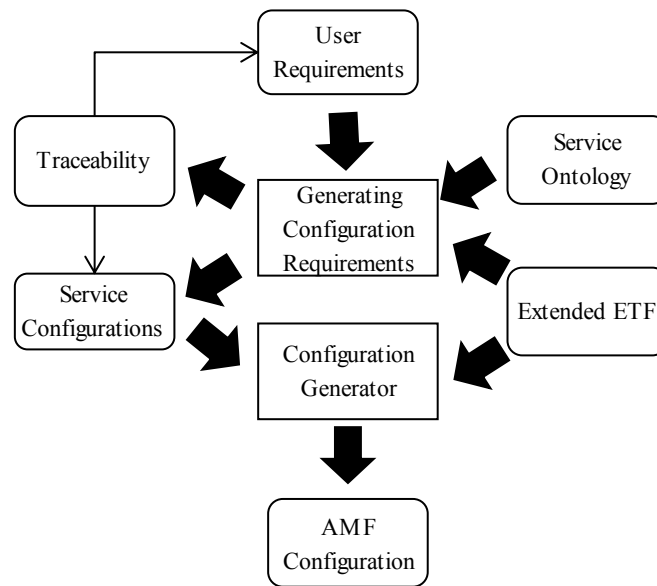 User
Requirements
Traceability
Service
Ontology
Generating
Configuration
Requirements
Service
Configurations
Extended ETF
Configuration
Generator
AMF
Configuration